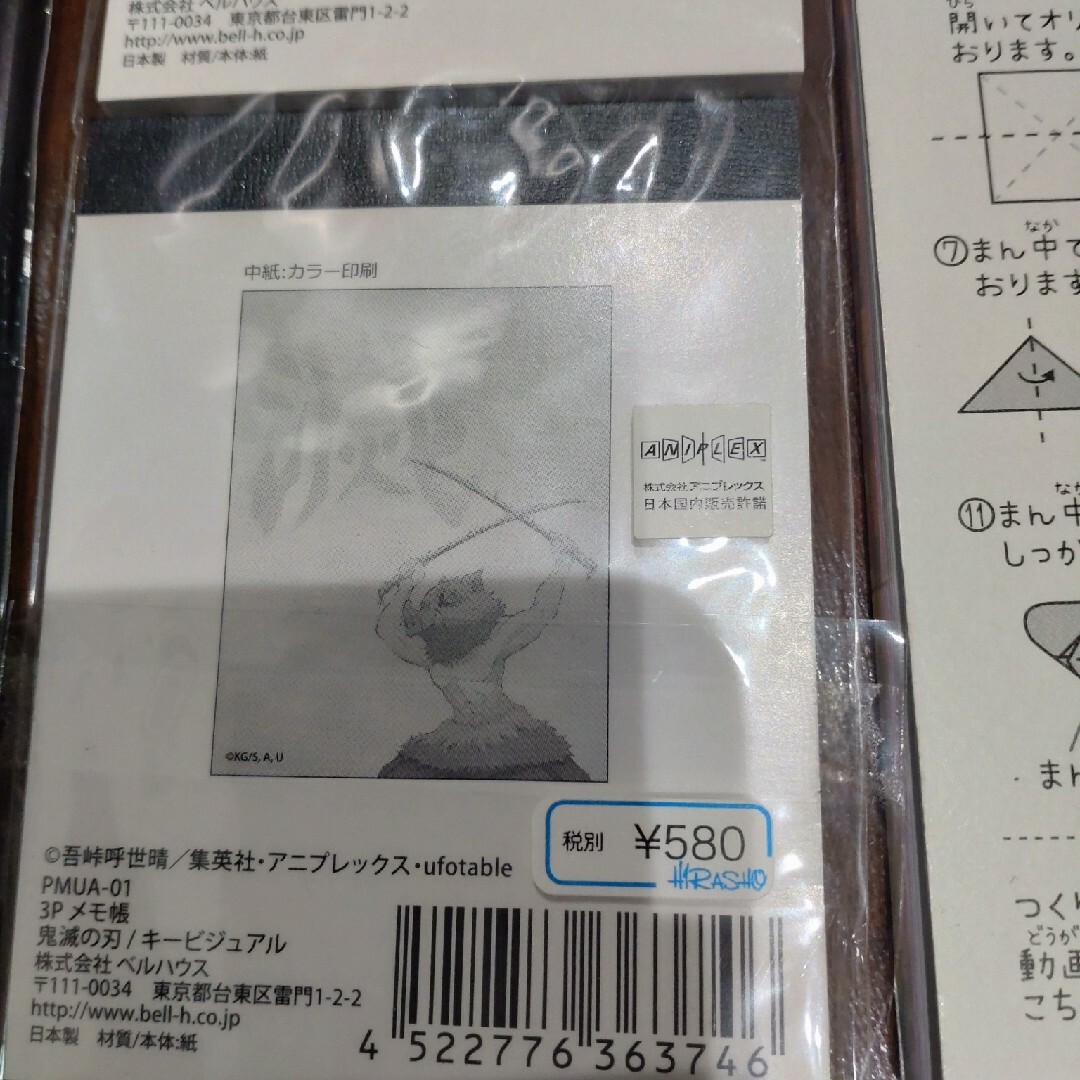 株式会社 ベルハウス
〒111-0034 東京都台東区雷門1-2-2
http://www.bell-h.co.jp
日本製 材質/本体:紙
中紙:カラー印刷
ANIPLEX
株式会社アニプレックス
日本国内販売許諾
©KG/S, A, U
税別 ¥580
HIRASHO
©吾峠呼世晴／集英社・アニプレックス・ufotable
PMUA-01
3P メモ帳
鬼滅の刃 / キービジュアル
株式会社 ベルハウス
〒111-0034 東京都台東区雷門1-2-2
http://www.bell-h.co.jp
日本製 材質/本体:紙
4 522776 363746
ひら
開いてオリ
おります。
なか
⑦まん中で
おります
なか
⑪まん中
しっか
まん
つくり
どうが
動画
こち